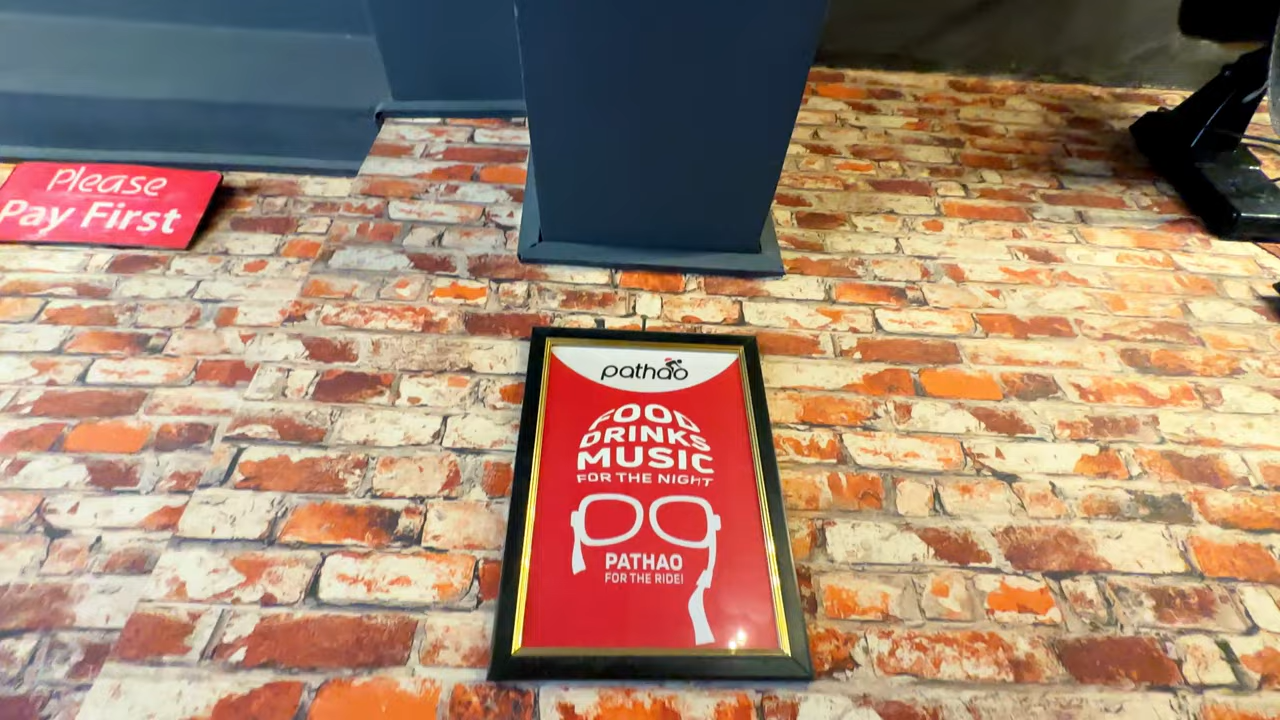 Please
Pay First
pathao
FOOD
DRINKS
MUSIC
FOR THE NIGHT
PATHAO
FOR THE RIDE!